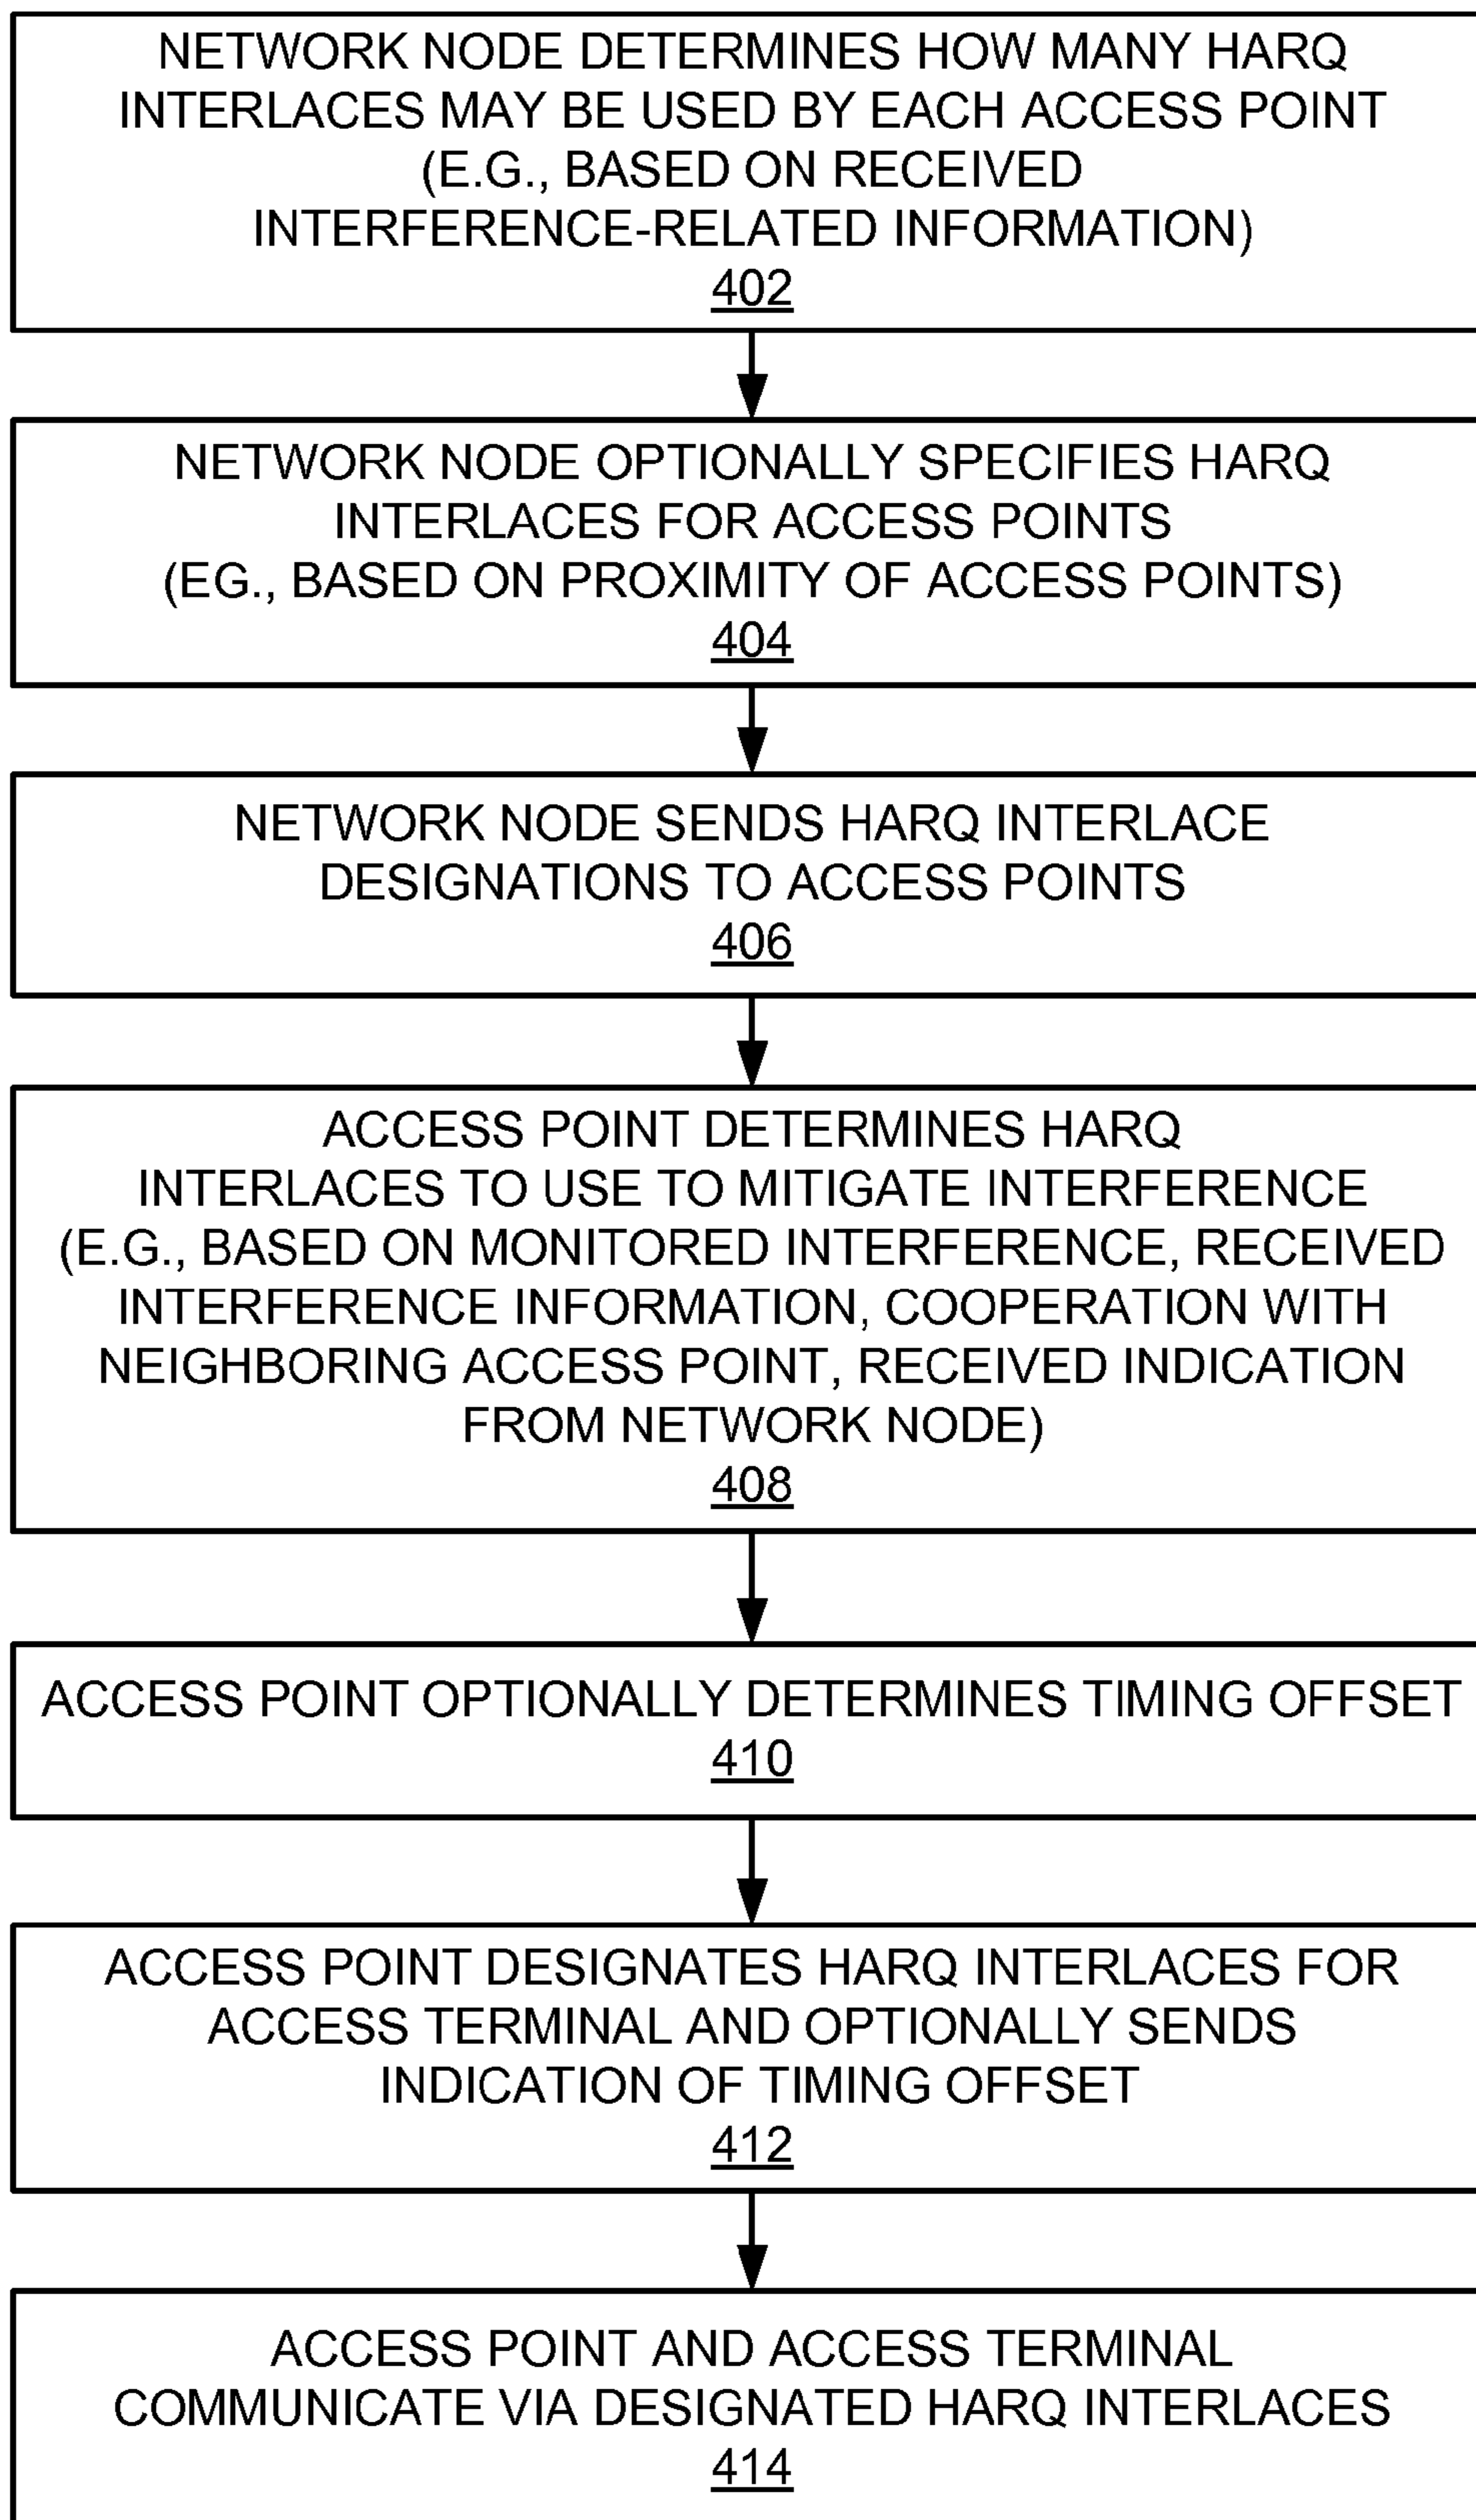 NETWORK NODE DETERMINES HOW MANY HARQ
INTERLACES MAY BE USED BY EACH ACCESS POINT
(E.G., BASED ON RECEIVED
INTERFERENCE-RELATED INFORMATION)
402
NETWORK NODE OPTIONALLY SPECIFIES HARQ
INTERLACES FOR ACCESS POINTS
(EG., BASED ON PROXIMITY OF ACCESS POINTS)
404
NETWORK NODE SENDS HARQ INTERLACE
DESIGNATIONS TO ACCESS POINTS
406
ACCESS POINT DETERMINES HARQ
INTERLACES TO USE TO MITIGATE INTERFERENCE
(E.G., BASED ON MONITORED INTERFERENCE, RECEIVED
INTERFERENCE INFORMATION, COOPERATION WITH
NEIGHBORING ACCESS POINT, RECEIVED INDICATION
FROM NETWORK NODE)
408
ACCESS POINT OPTIONALLY DETERMINES TIMING OFFSET
410
ACCESS POINT DESIGNATES HARQ INTERLACES FOR
ACCESS TERMINAL AND OPTIONALLY SENDS
INDICATION OF TIMING OFFSET
412
ACCESS POINT AND ACCESS TERMINAL
COMMUNICATE VIA DESIGNATED HARQ INTERLACES
414